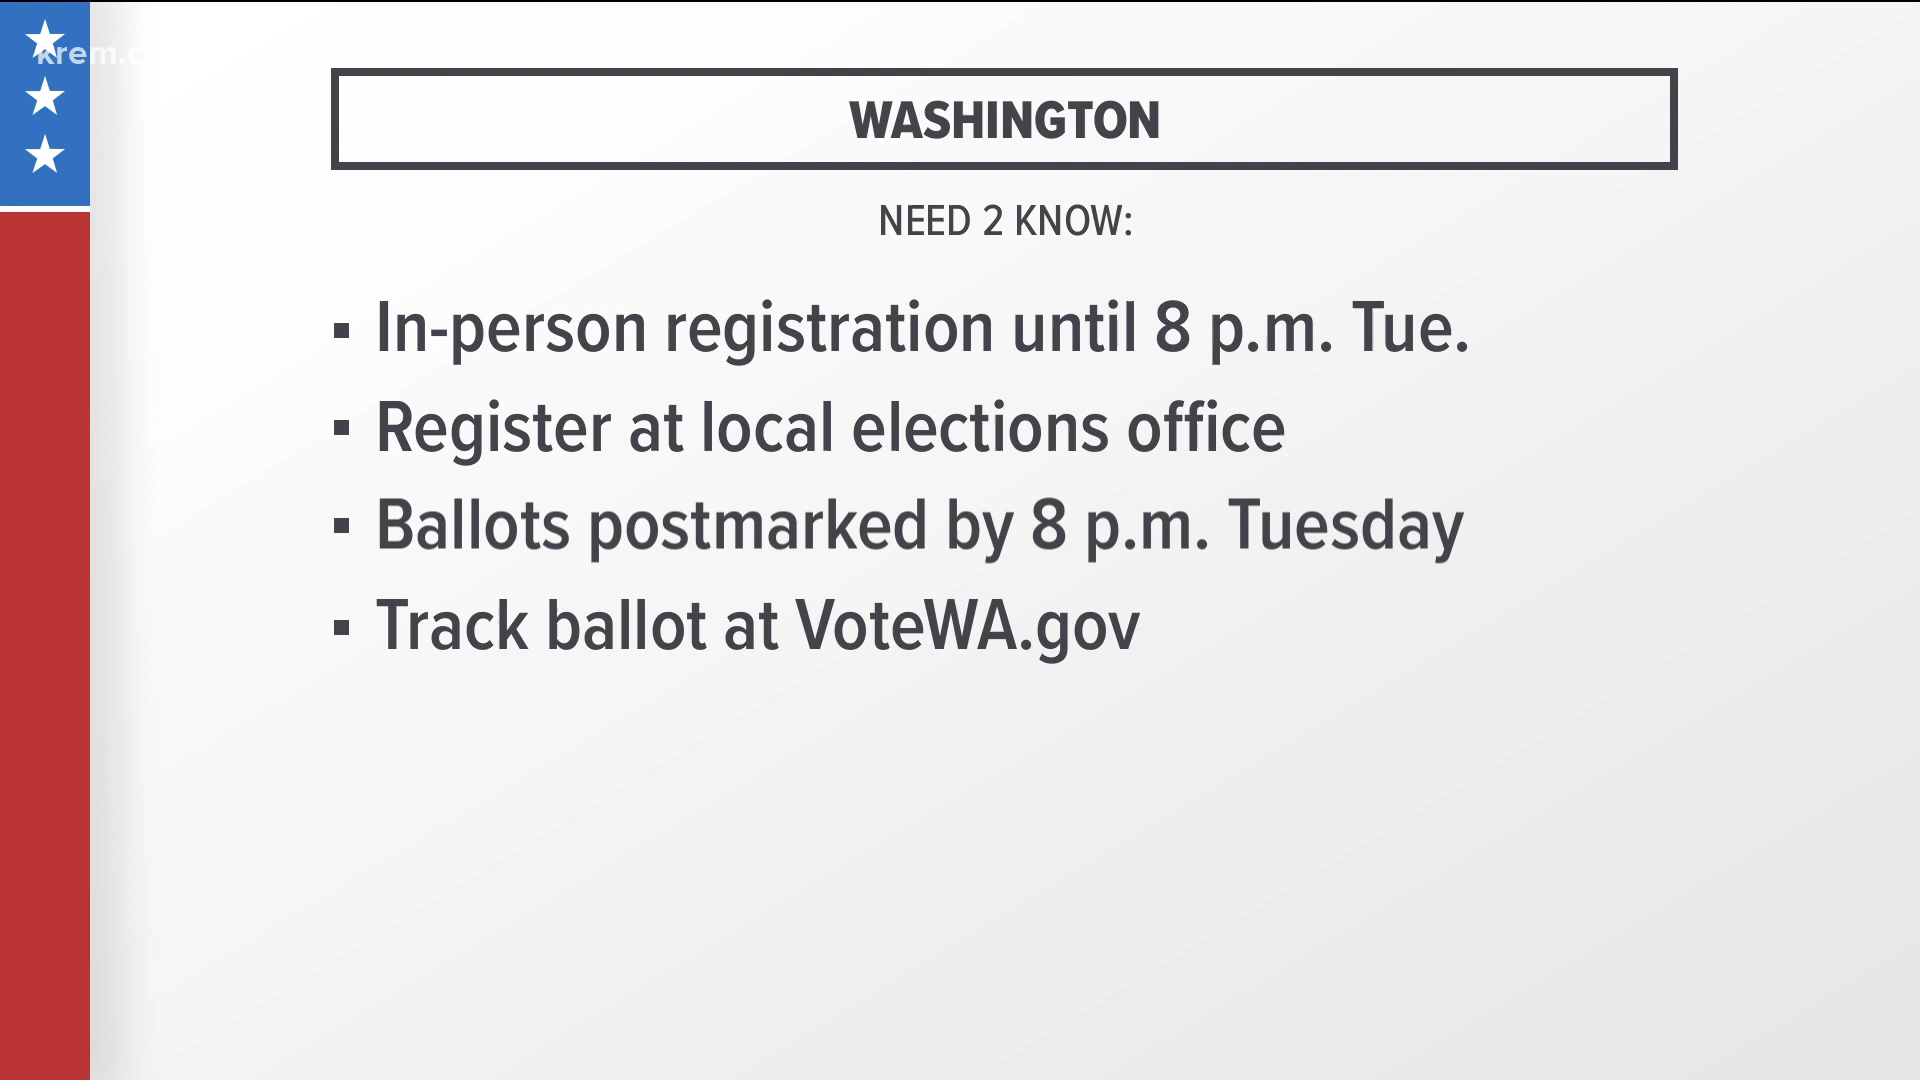 krem.c
WASHINGTON
NEED 2 KNOW:
▪ In-person registration until 8 p.m. Tue.
▪ Register at local elections office
▪ Ballots postmarked by 8 p.m. Tuesday
▪ Track ballot at VoteWA.gov